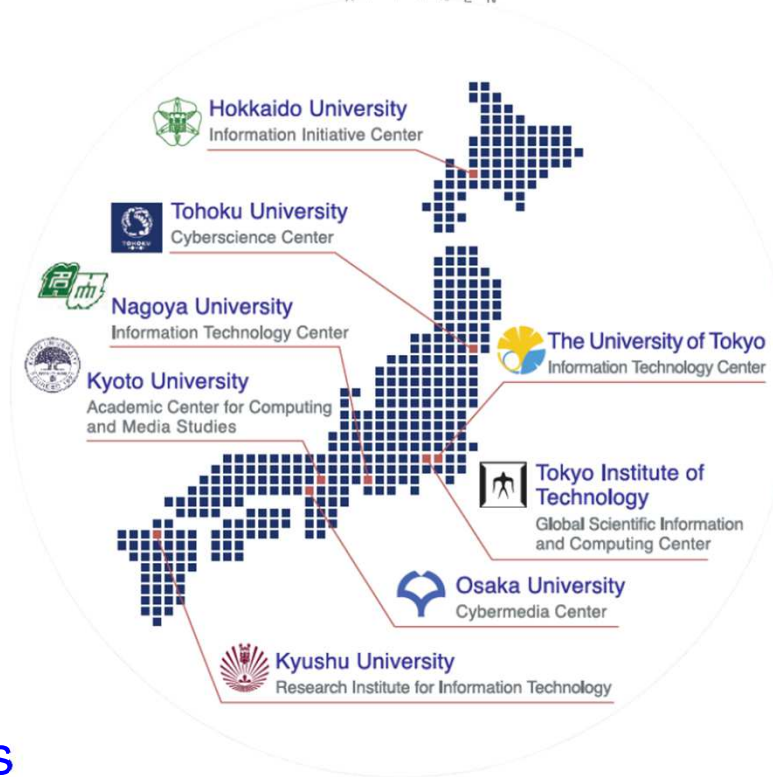 Hokkaido University
Information Initiative Center
Tohoku University
Cyberscience Center
TOHOKU
Nagoya University
Information Technology Center
The University of Tokyo
Information Technology Center
Kyoto University
Academic Center for Computing
and Media Studies
Tokyo Institute of
Technology
Global Scientific Information
and Computing Center
Osaka University
Cybermedia Center
Kyushu University
Research Institute for Information Technology
s